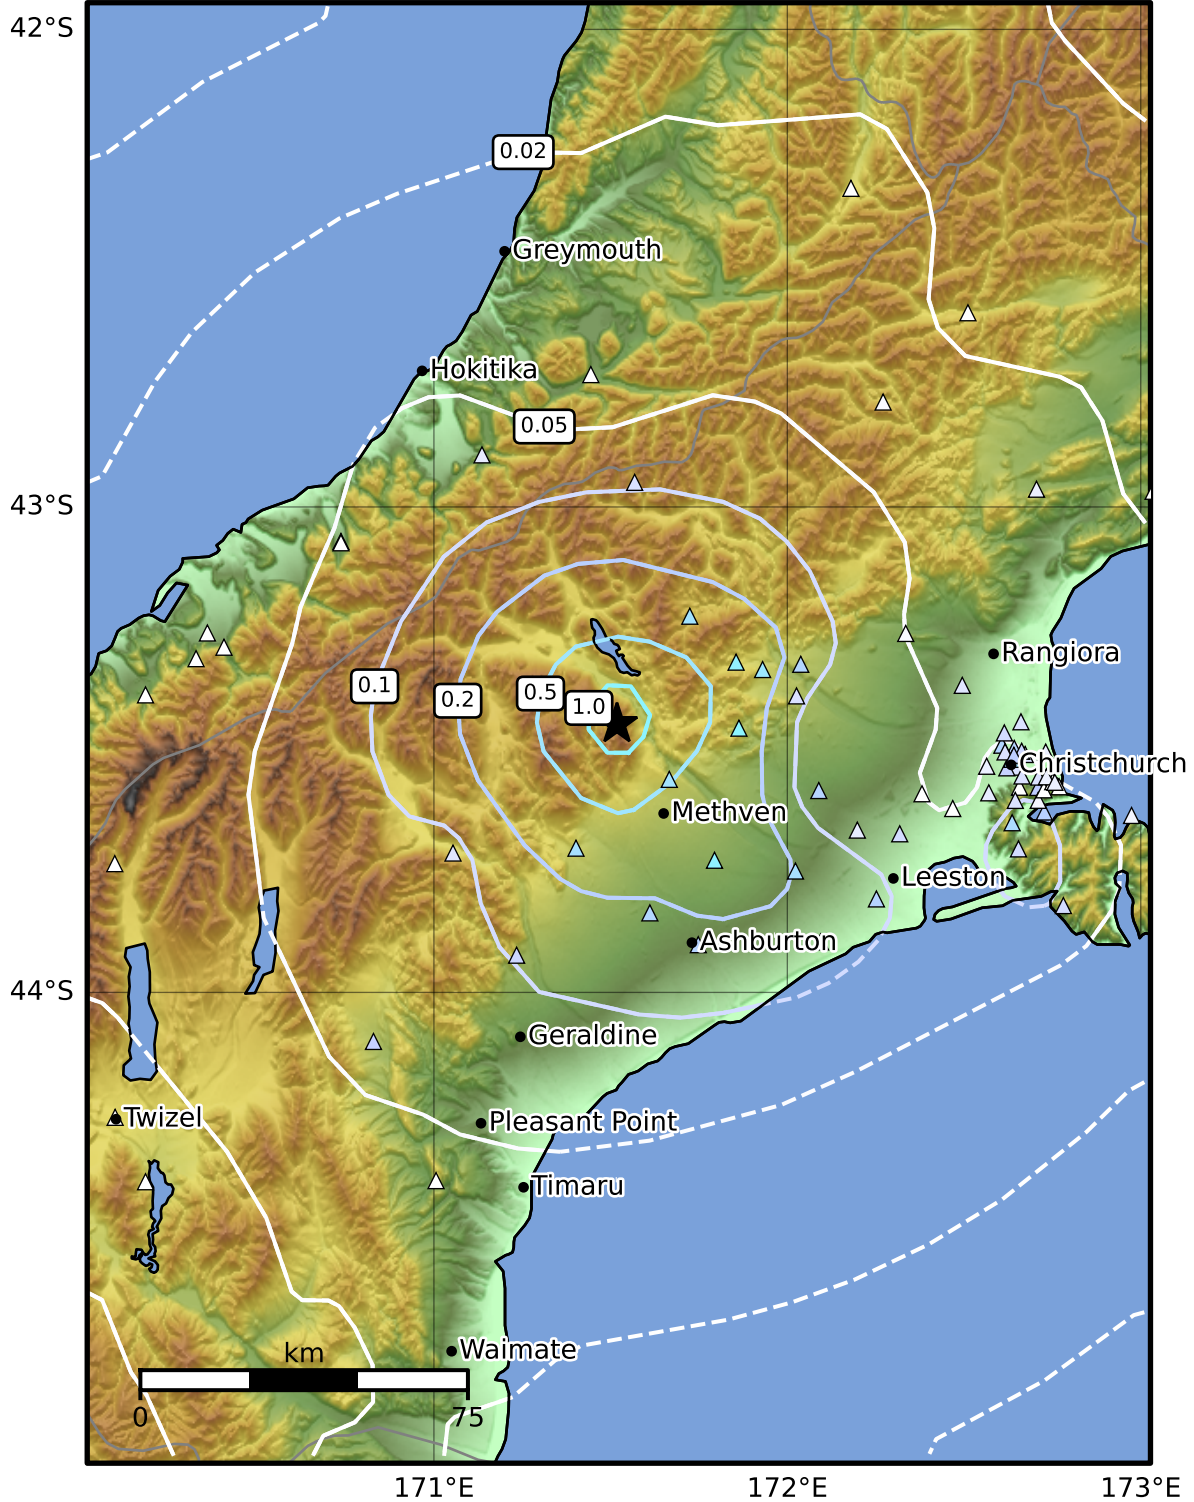 42°S
0.02
Greymouth
Hokitika
0.05
43°S
Rangiora
0.1
0.2
0.5
1.0
Christchurch
Methven
Leeston
Ashburton
44°S
Geraldine
Twizel
Pleasant Point
Timaru
Waimate
km
0
75
171°E
172°E
173°E